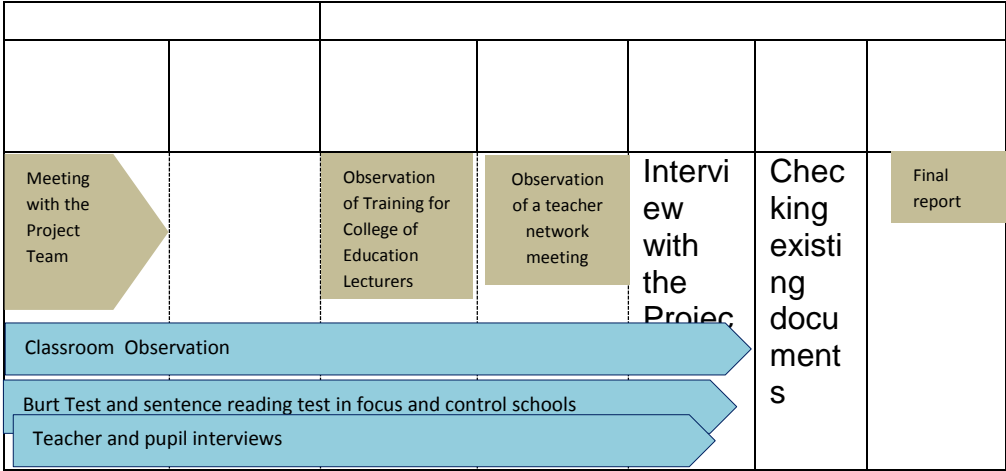 Meeting
with the
Project
Team
Observation
of Training for
College of
Education
Lecturers
Observation
of a teacher
network
meeting
Intervi
ew
with
the
Projec
Chec
king
existi
ng
docu
ment
s
Final
report
Classroom Observation
Burt Test and sentence reading test in focus and control schools
Teacher and pupil interviews